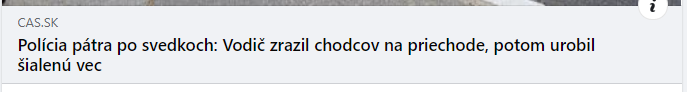 CAS.SK
Polícia pátra po svedkoch: Vodič zrazil chodcov na priechode, potom urobil
šialenú vec